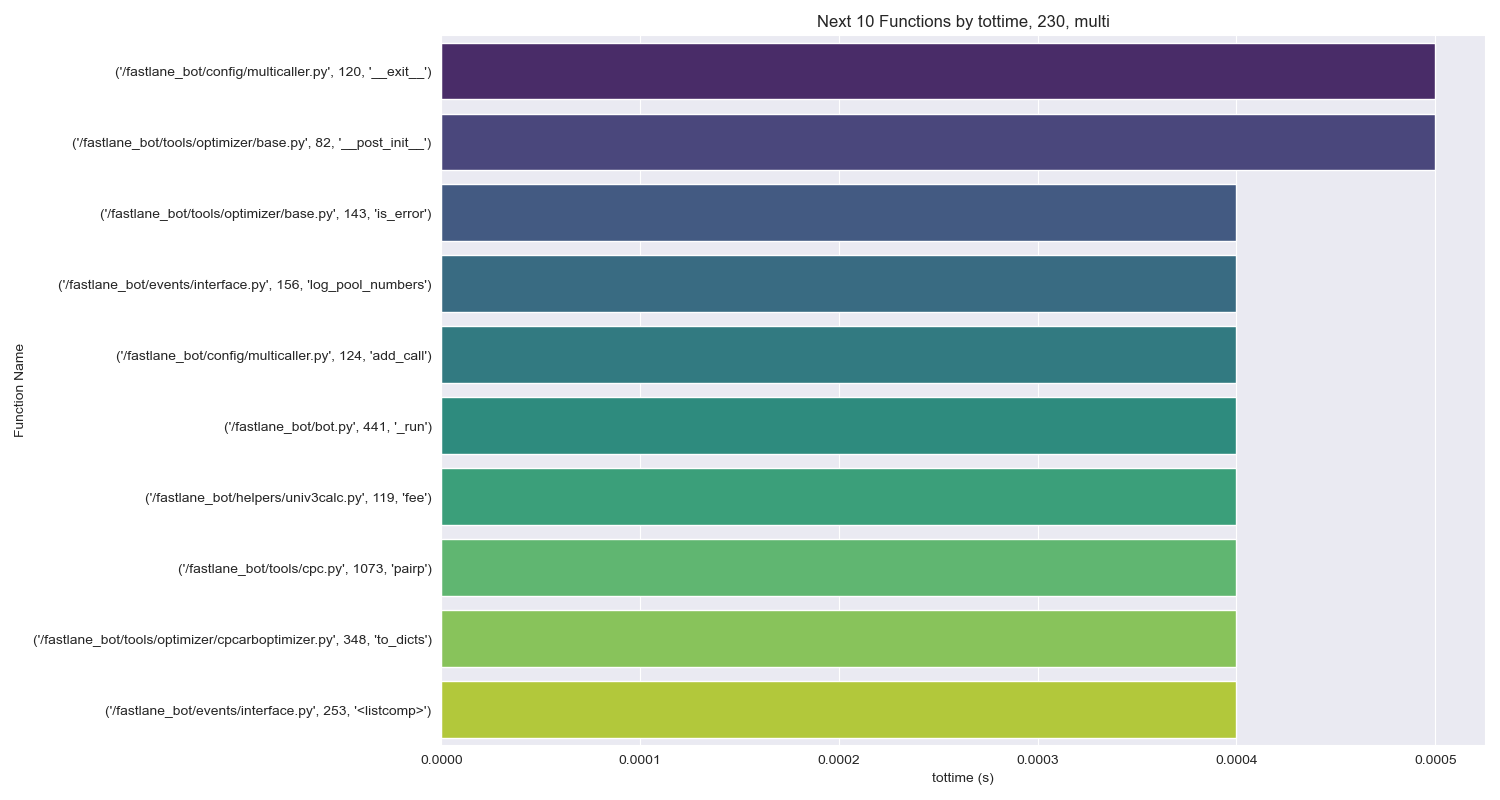 Next 10 Functions by tottime, 230, multi
Function Name
('/fastlane_bot/config/multicaller.py', 120, '__exit__')
('/fastlane_bot/tools/optimizer/base.py', 82, '__post_init__')
('/fastlane_bot/tools/optimizer/base.py', 143, 'is_error')
('/fastlane_bot/events/interface.py', 156, 'log_pool_numbers')
('/fastlane_bot/config/multicaller.py', 124, 'add_call')
('/fastlane_bot/bot.py', 441, '_run')
('/fastlane_bot/helpers/univ3calc.py', 119, 'fee')
('/fastlane_bot/tools/cpc.py', 1073, 'pairp')
('/fastlane_bot/tools/optimizer/cpcarboptimizer.py', 348, 'to_dicts')
('/fastlane_bot/events/interface.py', 253, '<listcomp>')
0.0000 0.0001 0.0002 0.0003 0.0004 0.0005
tottime (s)